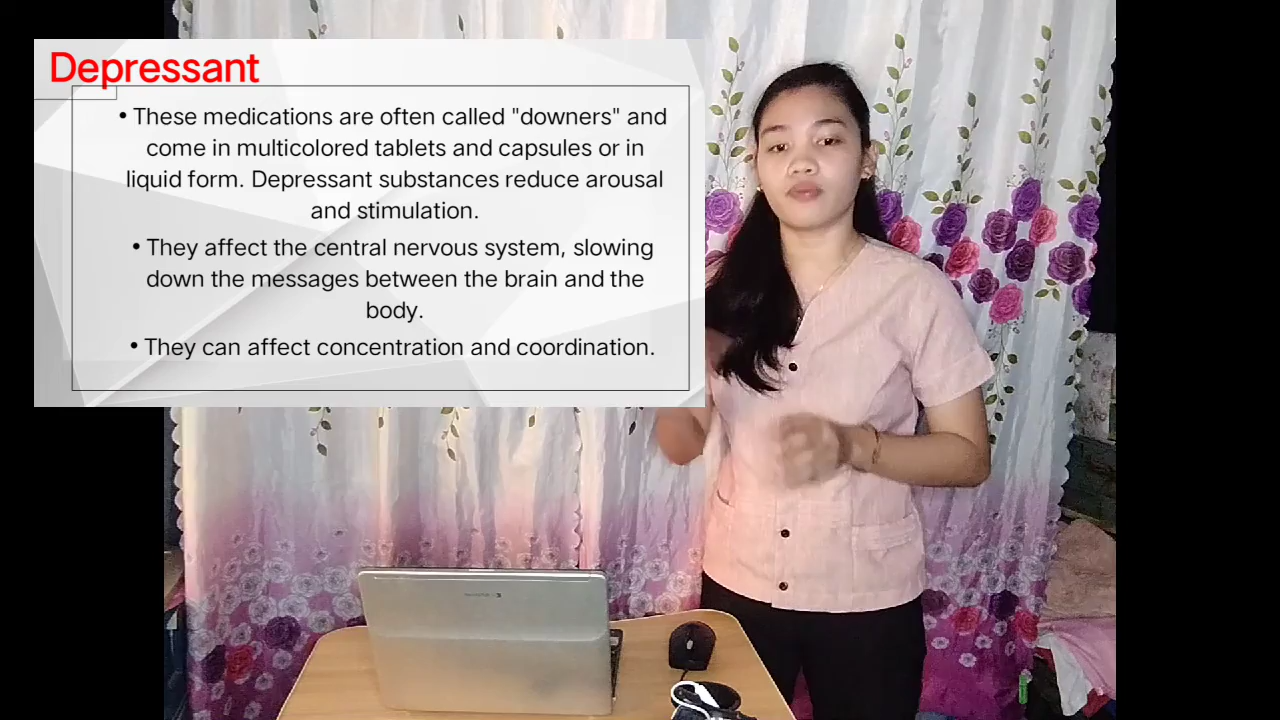 Depressant
• These medications are often called "downers" and
come in multicolored tablets and capsules or in
liquid form. Depressant substances reduce arousal
and stimulation.
• They affect the central nervous system, slowing
down the messages between the brain and the
body.
• They can affect concentration and coordination.